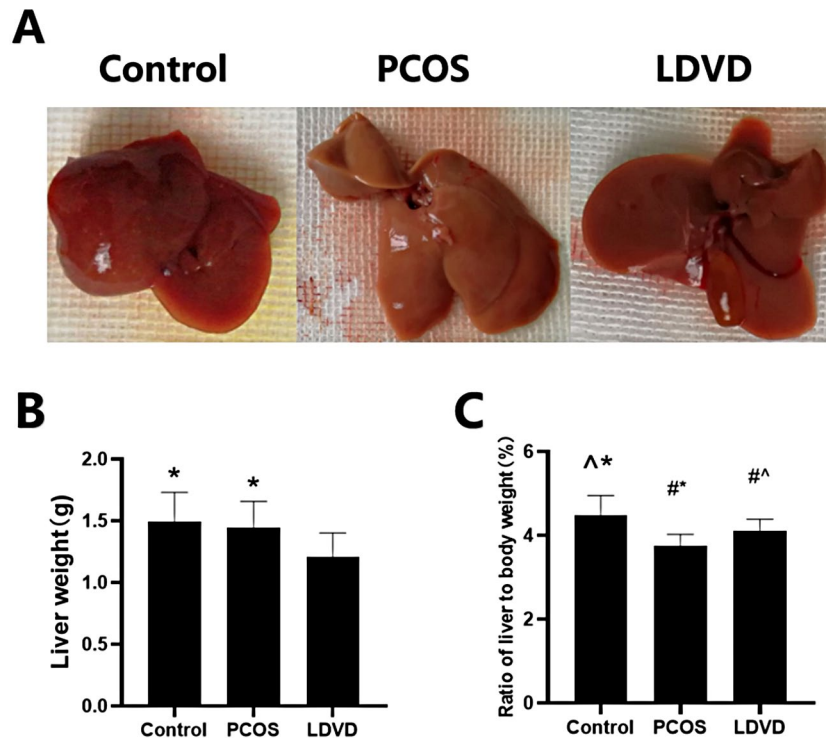 A
Control PCOS LDVD
B
Liver weight(g)
2.0
1.5
1.0
0.5
0.0
* *
Control PCOS LDVD
C
Ratio of liver to body weight(%)
6
4
2
0
^* #* #^
Control PCOS LDVD